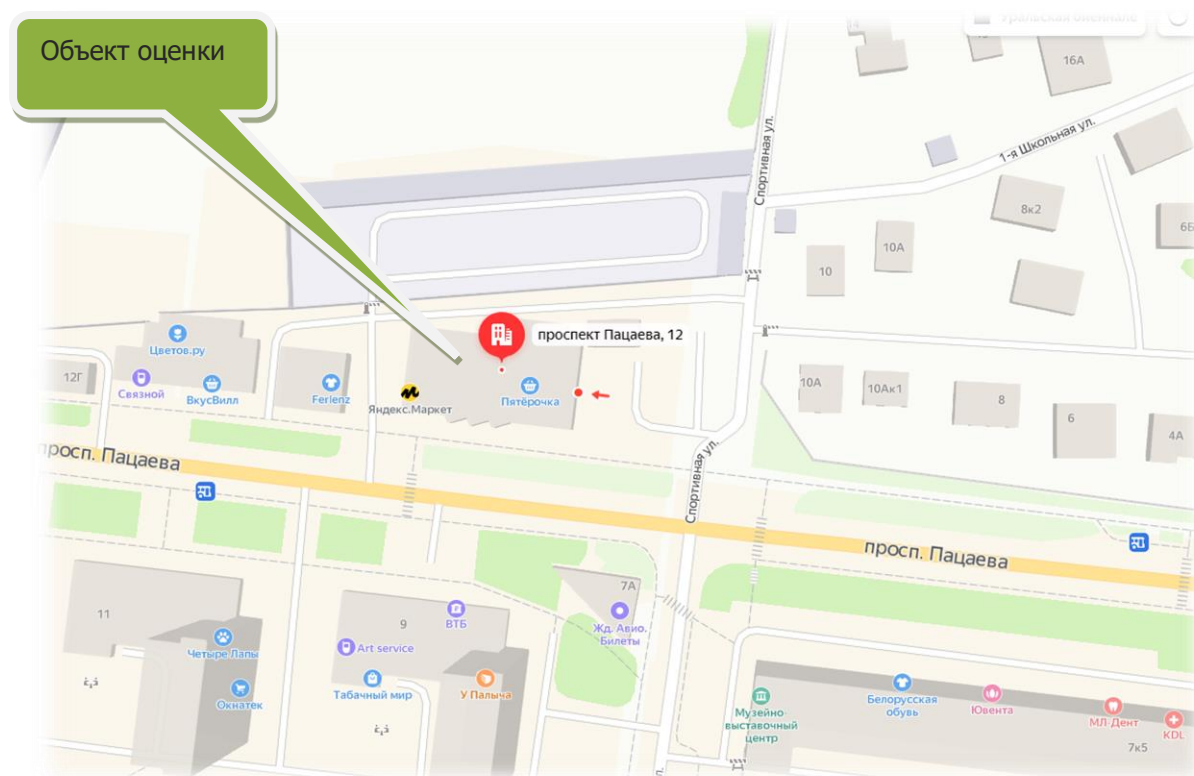 Объект оценки
Уральская биеннале
16А
1-я Школьная ул.
Спортивная ул.
8к2
6Б
10А
10
проспект Пацаева, 12
Цветов.ру
12Г
Связной
ВкусВилл
Ferlenz
Яндекс.Маркет
Пятёрочка
10А
10Ак1
8
6
4А
просп. Пацаева
Спортивная ул.
просп. Пацаева
7А
11
9
ВТБ
Жд. Авио.
Билеты
Четыре Лапы
Art service
Окнатек
Табачный мир
У Палыча
Музейно-
выставочный
центр
Белорусская
обувь
Ювента
МЛ-Дент
KDL
7к5